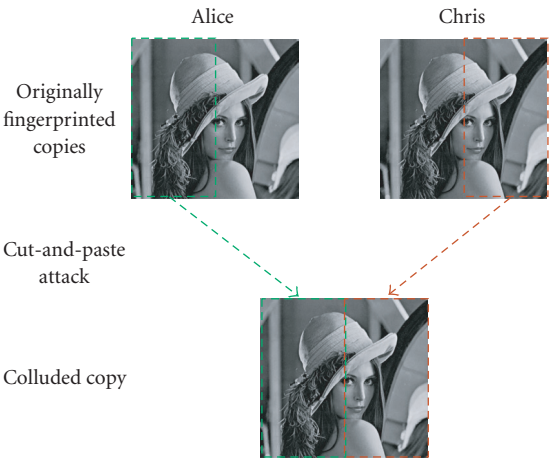 Alice
Chris
Originally
fingerprinted
copies
Cut-and-paste
attack
Colluded copy